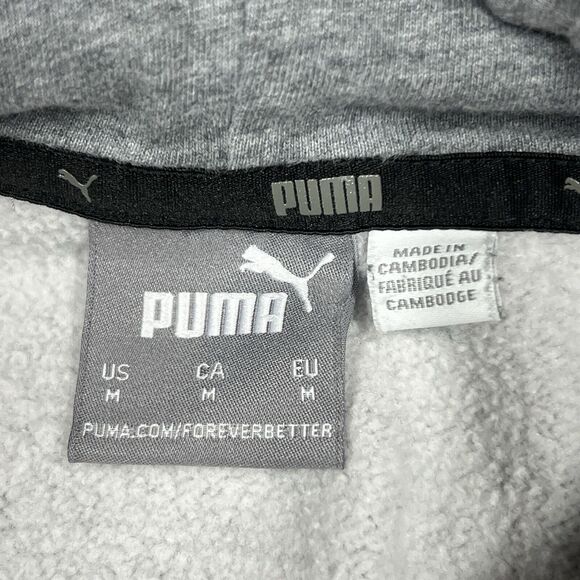 PUMA
MADE IN
CAMBODIA/
FABRIQUÉ AU
CAMBODGE
PUMA
US CA EU
M M M
PUMA.COM/FOREVERBETTER